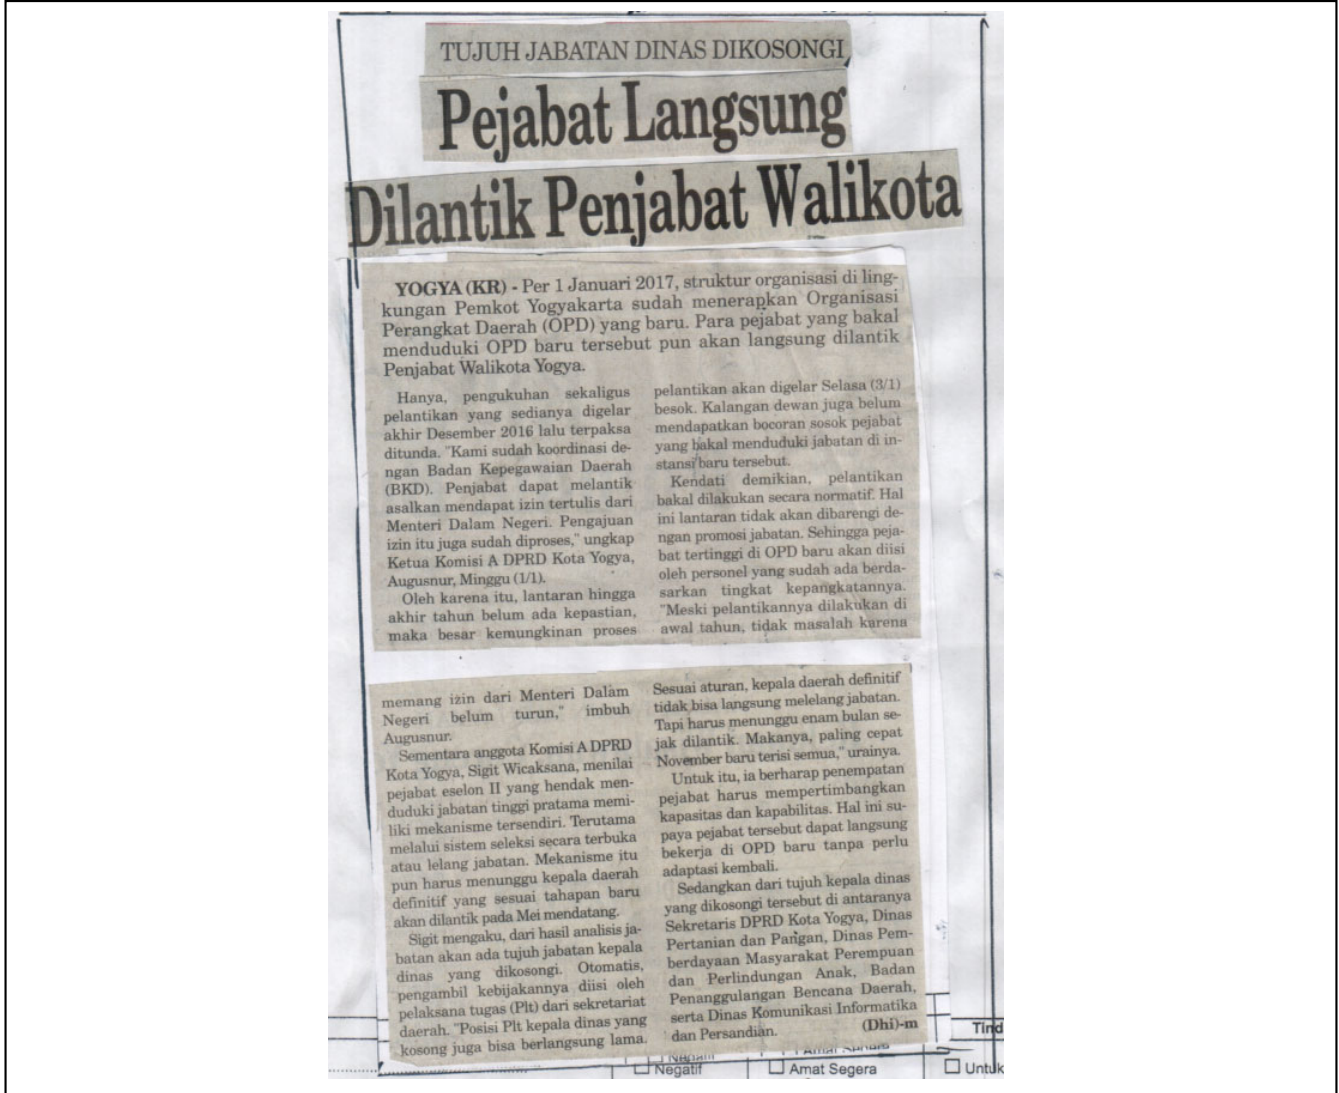 TUJUH JABATAN DINAS DIKOSONGI
Pejabat Langsung
Dilantik Penjabat Walikota
YOGYA (KR) - Per 1 Januari 2017, struktur organisasi di ling-
kungan Pemkot Yogyakarta sudah menerapkan Organisasi
Perangkat Daerah (OPD) yang baru. Para pejabat yang bakal
menduduki OPD baru tersebut pun akan langsung dilantik
Penjabat Walikota Yogya.
Hanya, pengukuhan sekaligus
pelantikan yang sedianya digelar
akhir Desember 2016 lalu terpaksa
ditunda. "Kami sudah koordinasi de-
ngan Badan Kepegawaian Daerah
(BKD). Penjabat dapat melantik
asalkan mendapat izin tertulis dari
Menteri Dalam Negeri. Pengajuan
izin itu juga sudah diproses," ungkap
Ketua Komisi A DPRD Kota Yogya,
Augusnur, Minggu (1/1).
Oleh karena itu, lantaran hingga
akhir tahun belum ada kepastian,
maka besar kemungkinan proses
pelantikan akan digelar Selasa (3/1)
besok. Kalangan dewan juga belum
mendapatkan bocoran sosok pejabat
yang bakal menduduki jabatan di in-
stansi baru tersebut.
Kendati demikian, pelantikan
bakal dilakukan secara normatif. Hal
ini lantaran tidak akan dibarengi de-
ngan promosi jabatan. Sehingga peja-
bat tertinggi di OPD baru akan diisi
oleh personel yang sudah ada berda-
sarkan tingkat kepangkatannya.
"Meski pelantikannya dilakukan di
awal tahun, tidak masalah karena
memang izin dari Menteri Dalam
Negeri belum turun," imbuh
Augusnur.
Sementara anggota Komisi A DPRD
Kota Yogya, Sigit Wicaksana, menilai
pejabat eselon II yang hendak men-
duduki jabatan tinggi pratama memi-
liki mekanisme tersendiri. Terutama
melalui sistem seleksi secara terbuka
atau lelang jabatan. Mekanisme itu
pun harus menunggu kepala daerah
definitif yang sesuai tahapan baru
akan dilantik pada Mei mendatang.
Sigit mengaku, dari hasil analisis ja-
batan akan ada tujuh jabatan kepala
dinas yang dikosongi. Otomatis,
pengambil kebijakannya diisi oleh
pelaksana tugas (Plt) dari sekretariat
daerah. "Posisi Plt kepala dinas yang
kosong juga bisa berlangsung lama.
Sesuai aturan, kepala daerah definitif
tidak bisa langsung melelang jabatan.
Tapi harus menunggu enam bulan se-
jak dilantik. Makanya, paling cepat
November baru terisi semua," urainya.
Untuk itu, ia berharap penempatan
pejabat harus mempertimbangkan
kapasitas dan kapabilitas. Hal ini su-
paya pejabat tersebut dapat langsung
bekerja di OPD baru tanpa perlu
adaptasi kembali.
Sedangkan dari tujuh kepala dinas
yang dikosongi tersebut di antaranya
Sekretaris DPRD Kota Yogya, Dinas
Pertanian dan Pangan, Dinas Pem-
berdayaan Masyarakat Perempuan
dan Perlindungan Anak, Badan
Penanggulangan Bencana Daerah,
serta Dinas Komunikasi Informatika
dan Persandian. (Dhi)-m
Tind
Negatif
Amat Segera
Untuk